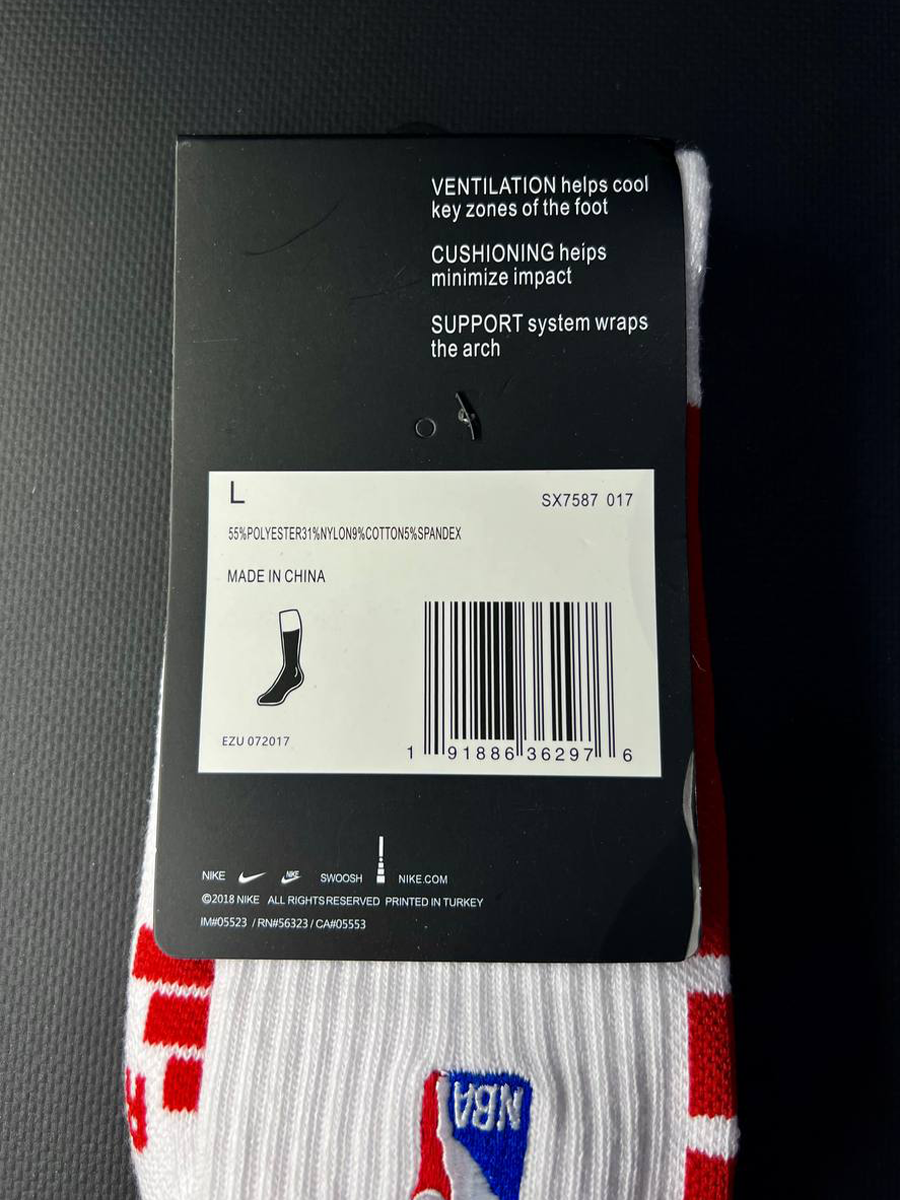 VENTILATION helps cool
key zones of the foot
CUSHIONING heips
minimize impact
SUPPORT system wraps
the arch
L
SX7587 017
55%POLYESTER31%NYLON9%COTTON5%SPANDEX
MADE IN CHINA
EZU 072017
1 91886 36297 6
NIKE NIKE SWOOSH NIKE.COM
©2018 NIKE ALL RIGHTS RESERVED PRINTED IN TURKEY
IM#05523 / RN#56323 / CA#05553
NBA
R